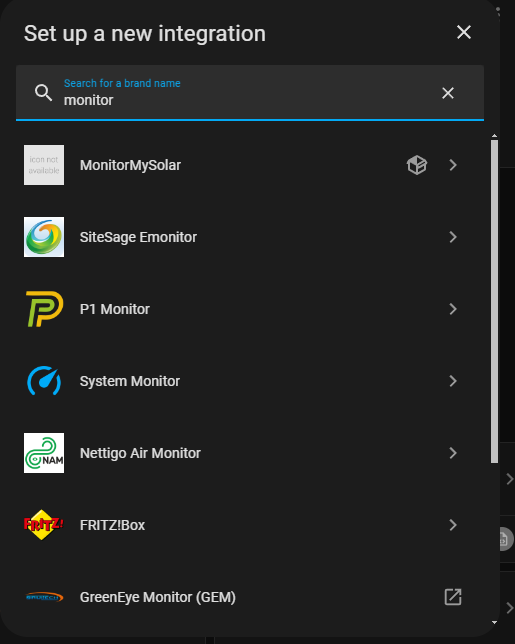 Set up a new integration
Search for a brand name
monitor
icon not
available
MonitorMySolar
SiteSage Emonitor
P1 Monitor
System Monitor
NAM
Nettigo Air Monitor
FRITZ!
FRITZ!Box
GreenEye Monitor (GEM)